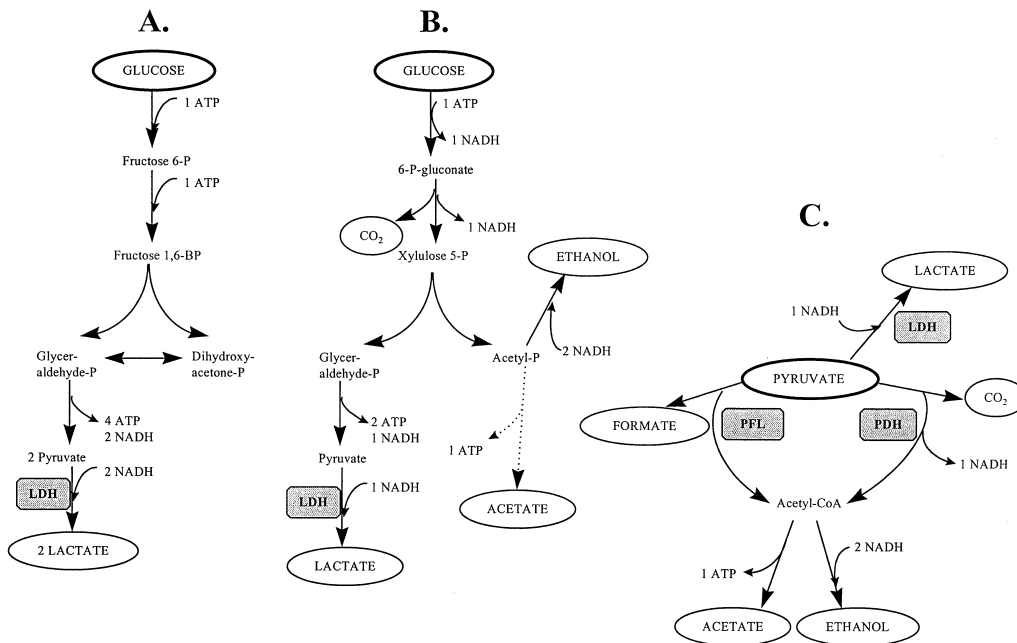 A.
GLUCOSE
1 ATP
Fructose 6-P
1 ATP
Fructose 1,6-BP
Glycer-
aldehyde-P
Dihydroxy-
acetone-P
4 ATP
2 NADH
2 Pyruvate
2 NADH
LDH
2 LACTATE
B.
GLUCOSE
1 ATP
1 NADH
6-P-gluconate
CO₂
1 NADH
Xylulose 5-P
ETHANOL
Glycer-
aldehyde-P
Acetyl-P
2 NADH
2 ATP
1 NADH
1 ATP
Pyruvate
1 NADH
LDH
ACETATE
LACTATE
C.
LACTATE
1 NADH
LDH
PYRUVATE
CO₂
FORMATE
PFL
PDH
1 NADH
Acetyl-CoA
2 NADH
1 ATP
ACETATE
ETHANOL